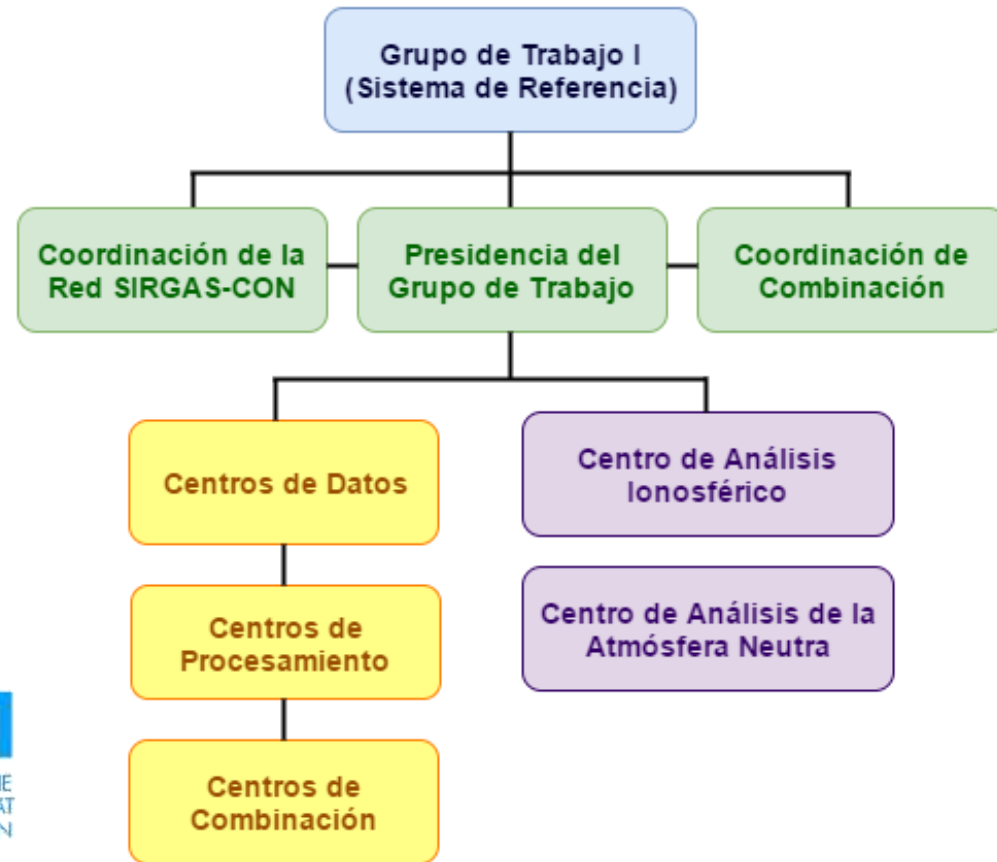 Grupo de Trabajo I
(Sistema de Referencia)
Coordinación de la
Red SIRGAS-CON
Presidencia del
Grupo de Trabajo
Coordinación de
Combinación
Centros de Datos
Centro de Análisis
Ionosférico
Centros de
Procesamiento
Centro de Análisis de la
Atmósfera Neutra
Centros de
Combinación